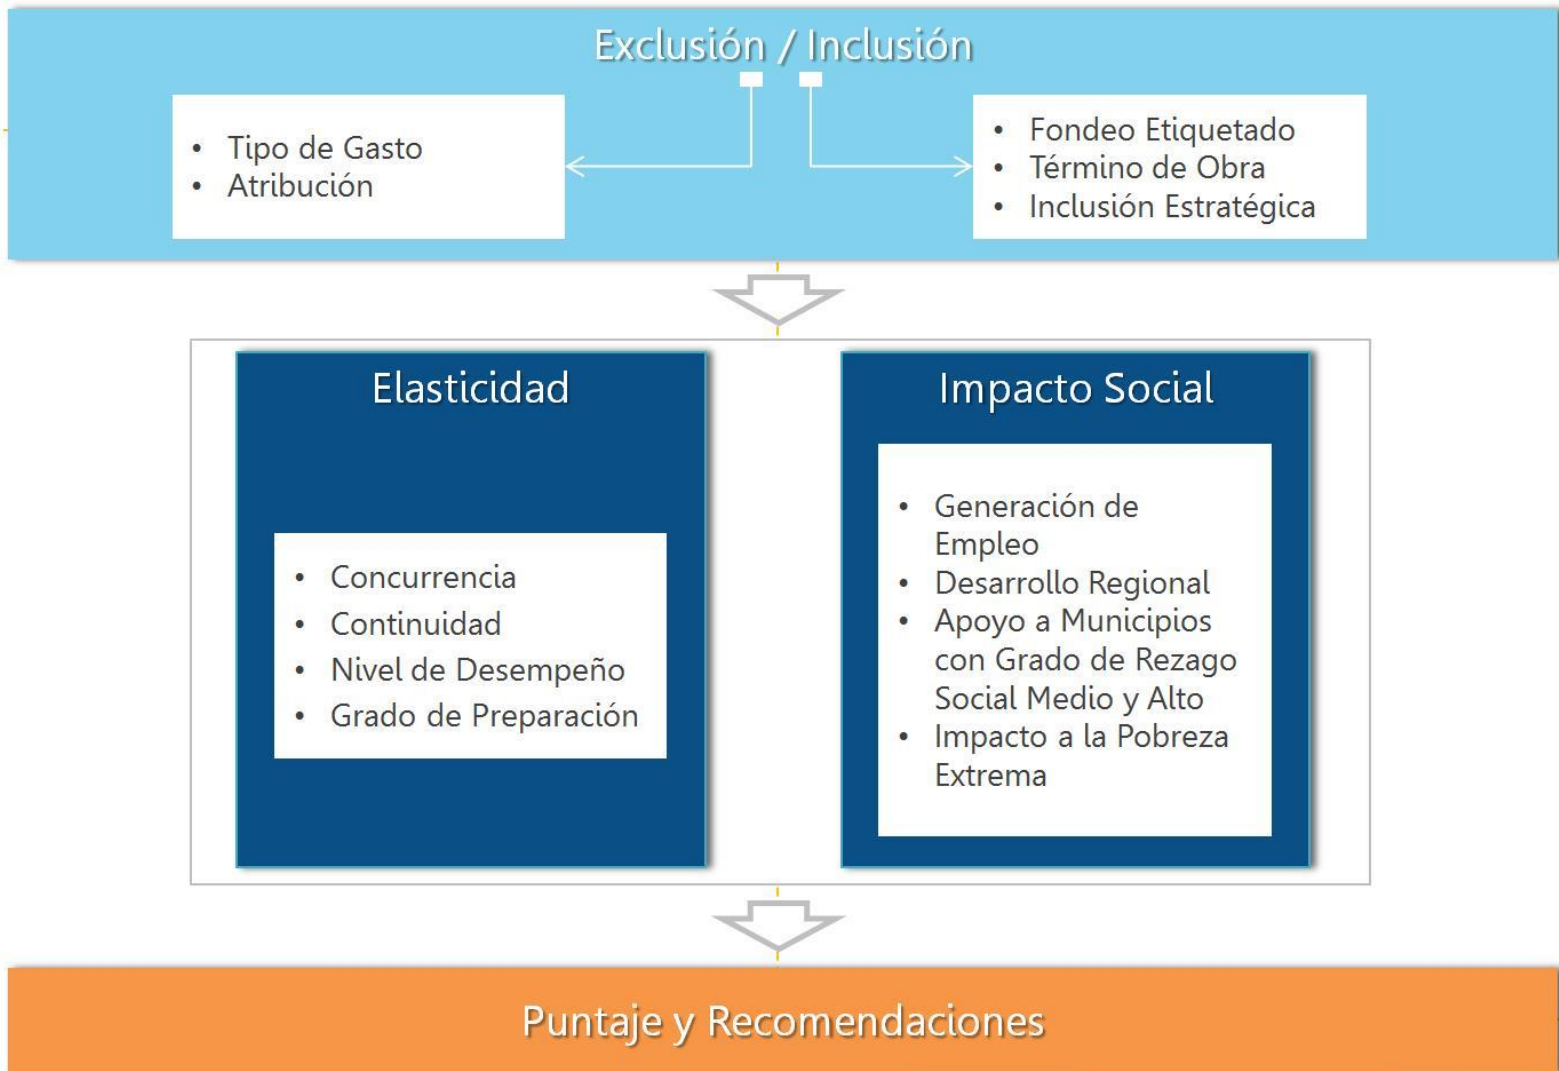 Exclusión / Inclusión
• Tipo de Gasto
• Atribución
• Fondeo Etiquetado
• Término de Obra
• Inclusión Estratégica
Elasticidad
• Concurrencia
• Continuidad
• Nivel de Desempeño
• Grado de Preparación
Impacto Social
• Generación de
Empleo
• Desarrollo Regional
• Apoyo a Municipios
con Grado de Rezago
Social Medio y Alto
• Impacto a la Pobreza
Extrema
Puntaje y Recomendaciones